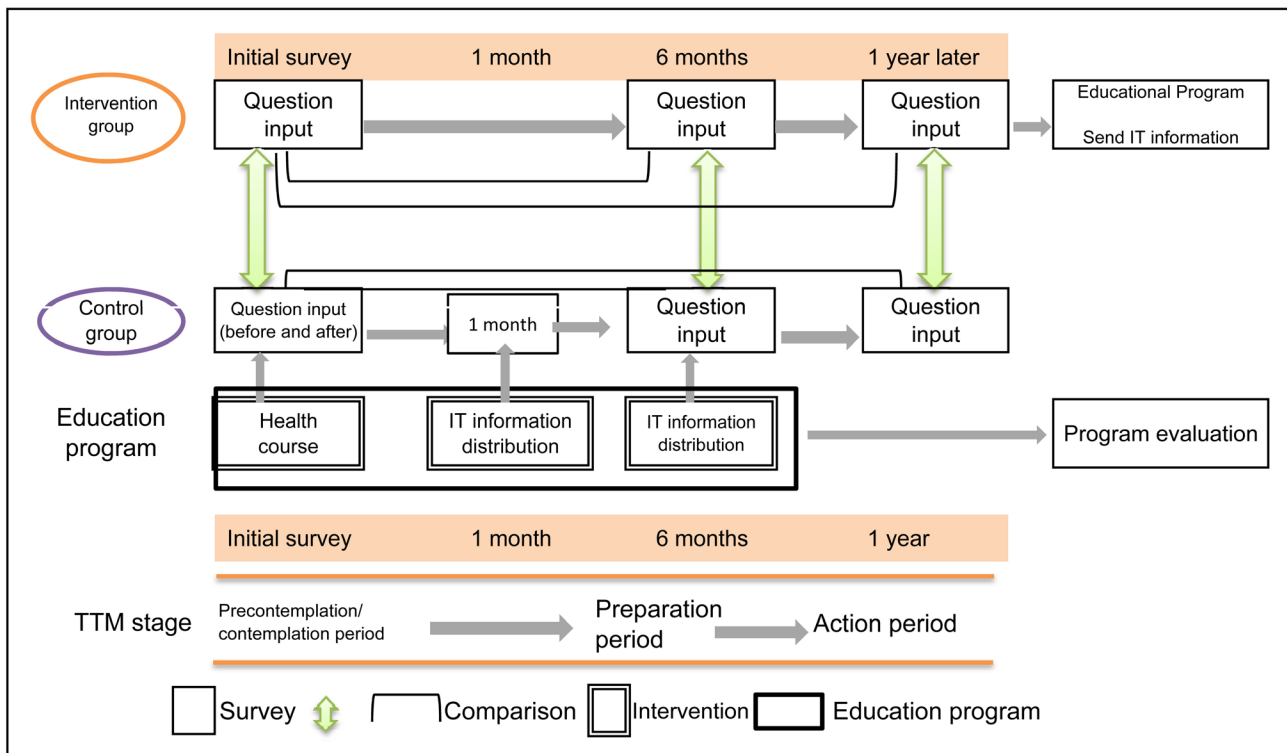 Initial survey 1 month 6 months 1 year later
Intervention
group
Question
input
Question
input
Question
input
Educational Program
Send IT information
Control
group
Question input
(before and after)
1 month
Question
input
Question
input
Education
program
Health
course
IT information
distribution
IT information
distribution
Program evaluation
Initial survey 1 month 6 months 1 year
TTM stage
Precontemplation/
contemplation period
Preparation
period
Action period
Survey Comparison Intervention Education program